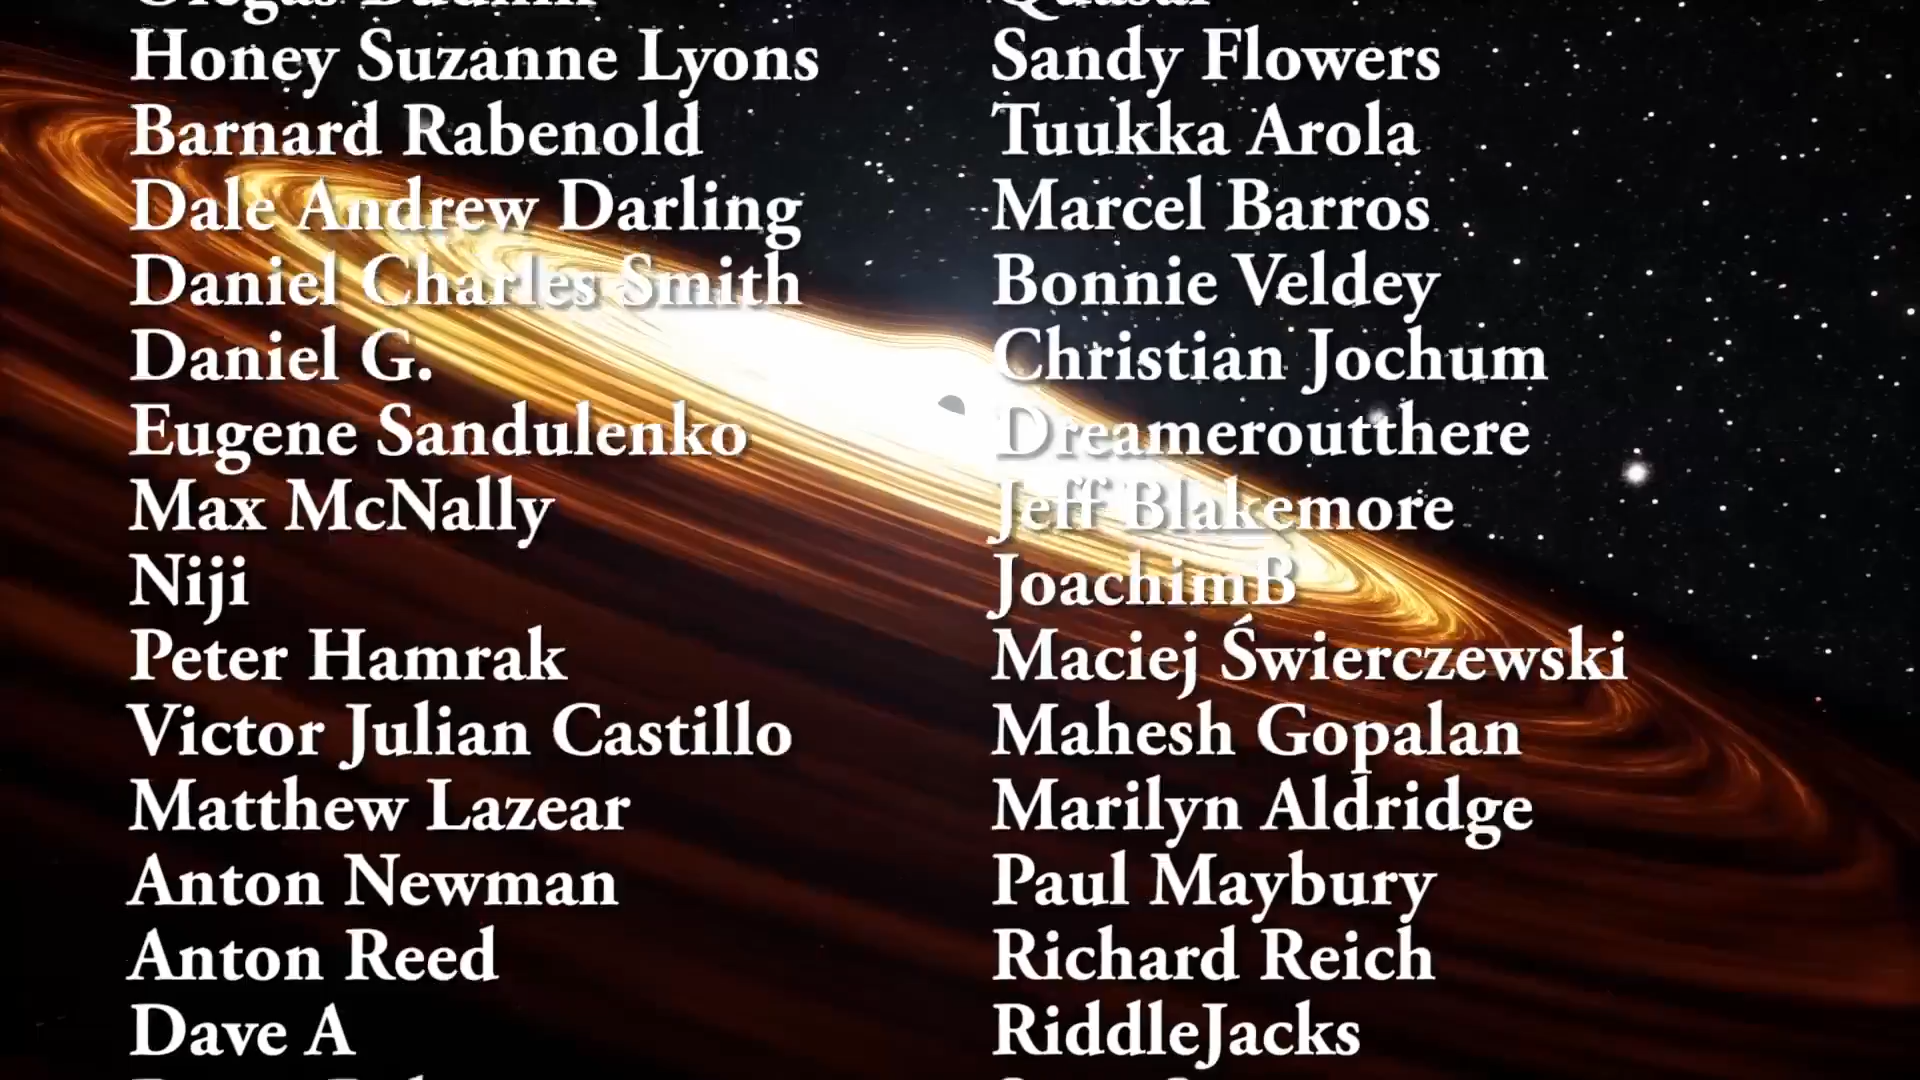 Quasar
Honey Suzanne Lyons
Barnard Rabenold
Dale Andrew Darling
Daniel Charles Smith
Daniel G.
Eugene Sandulenko
Max McNally
Niji
Peter Hamrak
Victor Julian Castillo
Matthew Lazear
Anton Newman
Anton Reed
Dave A
Sandy Flowers
Tuukka Arola
Marcel Barros
Bonnie Veldey
Christian Jochum
Dreameroutthere
Jeff Blakemore
JoachimB
Maciej Świerczewski
Mahesh Gopalan
Marilyn Aldridge
Paul Maybury
Richard Reich
RiddleJacks